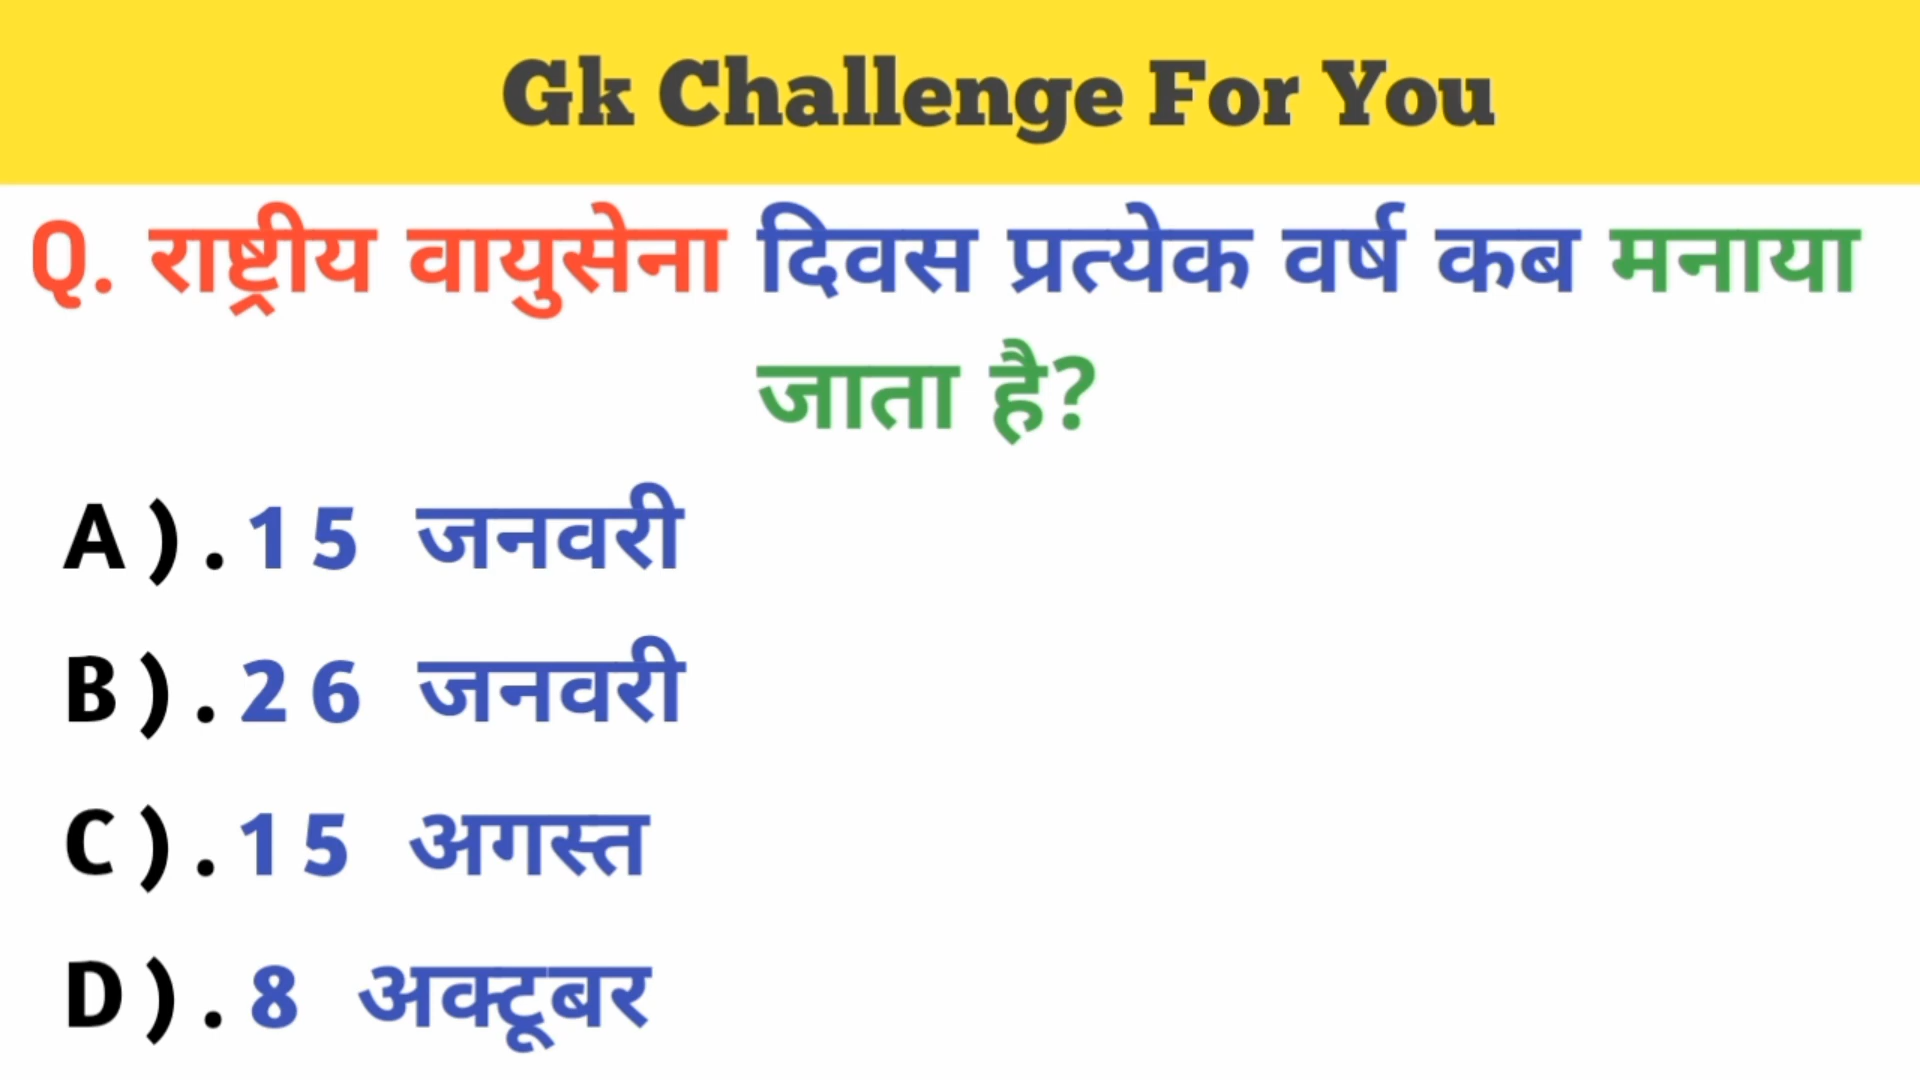 Gk Challenge For You
Q. राष्ट्रीय वायुसेना दिवस प्रत्येक वर्ष कब मनाया
जाता है?
A).15 जनवरी
B).26 जनवरी
C).15 अगस्त
D).8 अक्टूबर